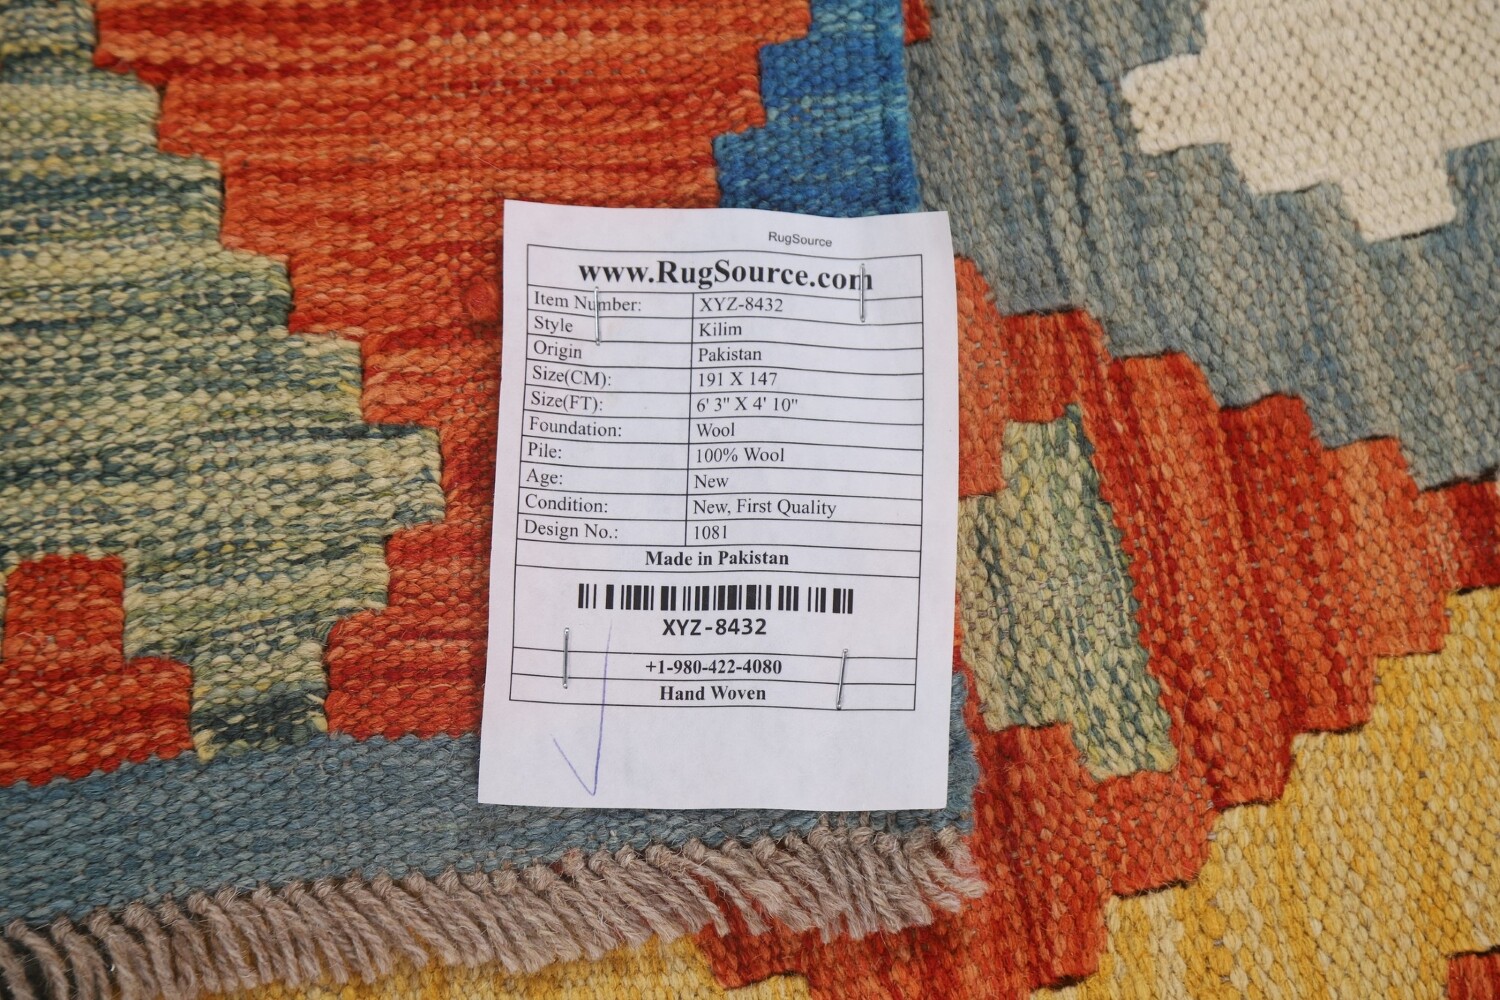 RugSource
www.RugSource.com
Item Number: XYZ-8432
Style Kilim
Origin Pakistan
Size(CM): 191 X 147
Size(FT): 6' 3" X 4' 10"
Foundation: Wool
Pile: 100% Wool
Age: New
Condition: New, First Quality
Design No.: 1081
Made in Pakistan
XYZ-8432
+1-980-422-4080
Hand Woven